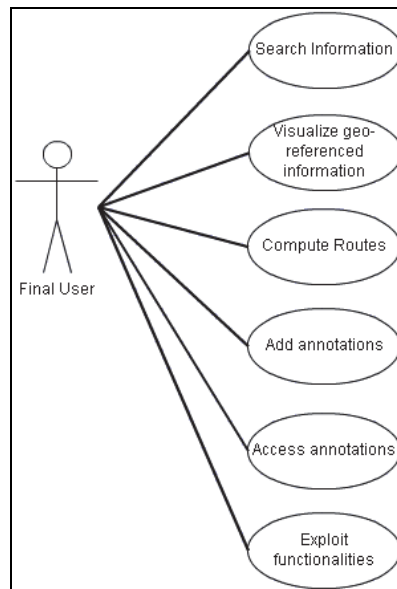 Search Information
Visualize geo-
referenced
information
Compute Routes
Final User
Add annotations
Access annotations
Exploit
functionalities